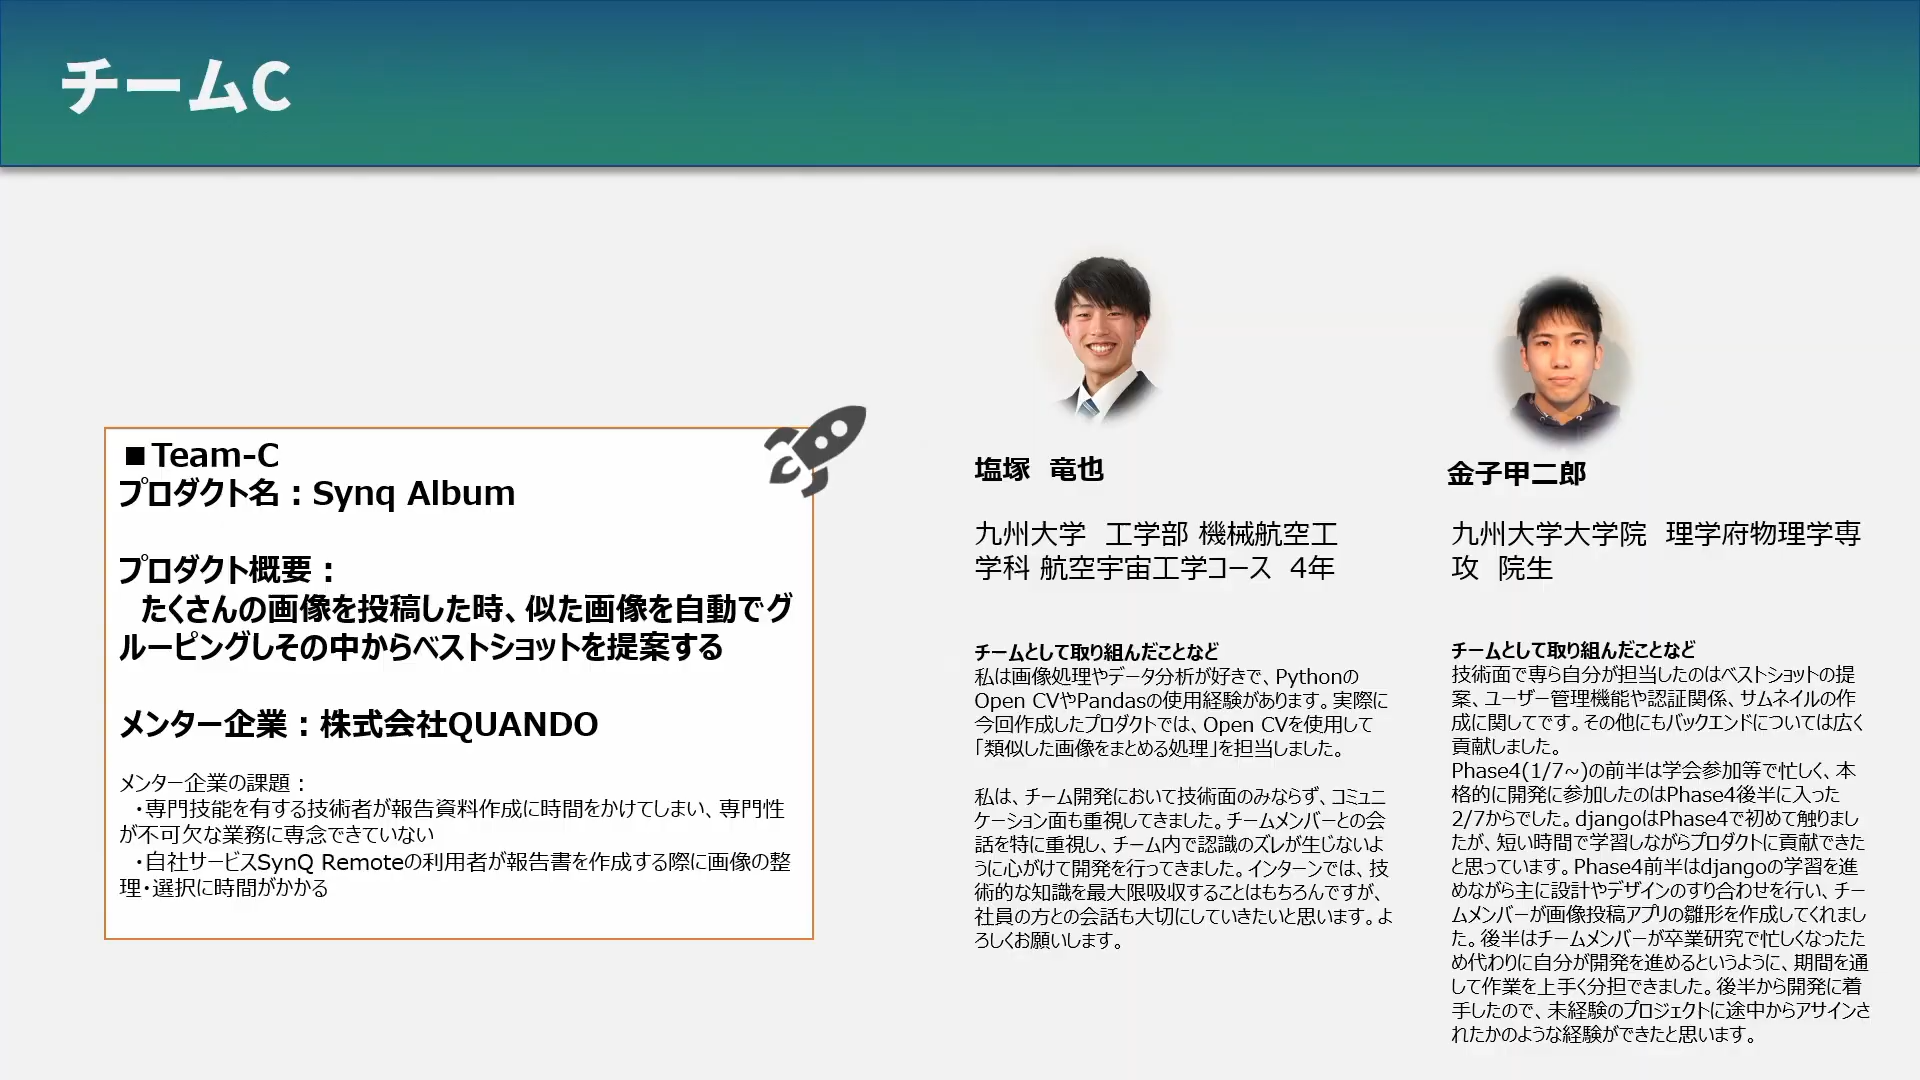 チームC
■Team-C
プロダクト名：Synq Album
プロダクト概要：
たくさんの画像を投稿した時、似た画像を自動でグ
ルーピングしその中からベストショットを提案する
メンター企業：株式会社QUANDO
メンター企業の課題：
・専門技能を有する技術者が報告資料作成に時間をかけてしまい、専門性
が不可欠な業務に専念できていない
・自社サービスSynQ Remoteの利用者が報告書を作成する際に画像の整
理・選択に時間がかかる
塩塚 竜也
九州大学 工学部 機械航空工
学科 航空宇宙工学コース 4年
チームとして取り組んだことなど
私は画像処理やデータ分析が好きで、Pythonの
Open CVやPandasの使用経験があります。実際に
今回作成したプロダクトでは、Open CVを使用して
「類似した画像をまとめる処理」を担当しました。
私は、チーム開発において技術面のみならず、コミュニ
ケーション面も重視してきました。チームメンバーとの会
話を特に重視し、チーム内で認識のズレが生じないよ
うに心がけて開発を行ってきました。インターンでは、技
術的な知識を最大限吸収することはもちろんですが、
社員の方との会話も大切にしていきたいと思います。よ
ろしくお願いします。
金子甲二郎
九州大学大学院 理学府物理学専
攻 院生
チームとして取り組んだことなど
技術面で専ら自分が担当したのはベストショットの提
案、ユーザー管理機能や認証関係、サムネイルの作
成に関してです。その他にもバックエンドについては広く
貢献しました。
Phase4(1/7~)の前半は学会参加等で忙しく、本
格的に開発に参加したのはPhase4後半に入った
2/7からでした。djangoはPhase4で初めて触りまし
たが、短い時間で学習しながらプロダクトに貢献できた
と思っています。Phase4前半はdjangoの学習を進
めながら主に設計やデザインのすり合わせを行い、チー
ムメンバーが画像投稿アプリの雛形を作成してくれまし
た。後半はチームメンバーが卒業研究で忙しくなったた
め代わりに自分が開発を進めるというように、期間を通
して作業を上手く分担できました。後半から開発に着
手したので、未経験のプロジェクトに途中からアサインさ
れたかのような経験ができたと思います。